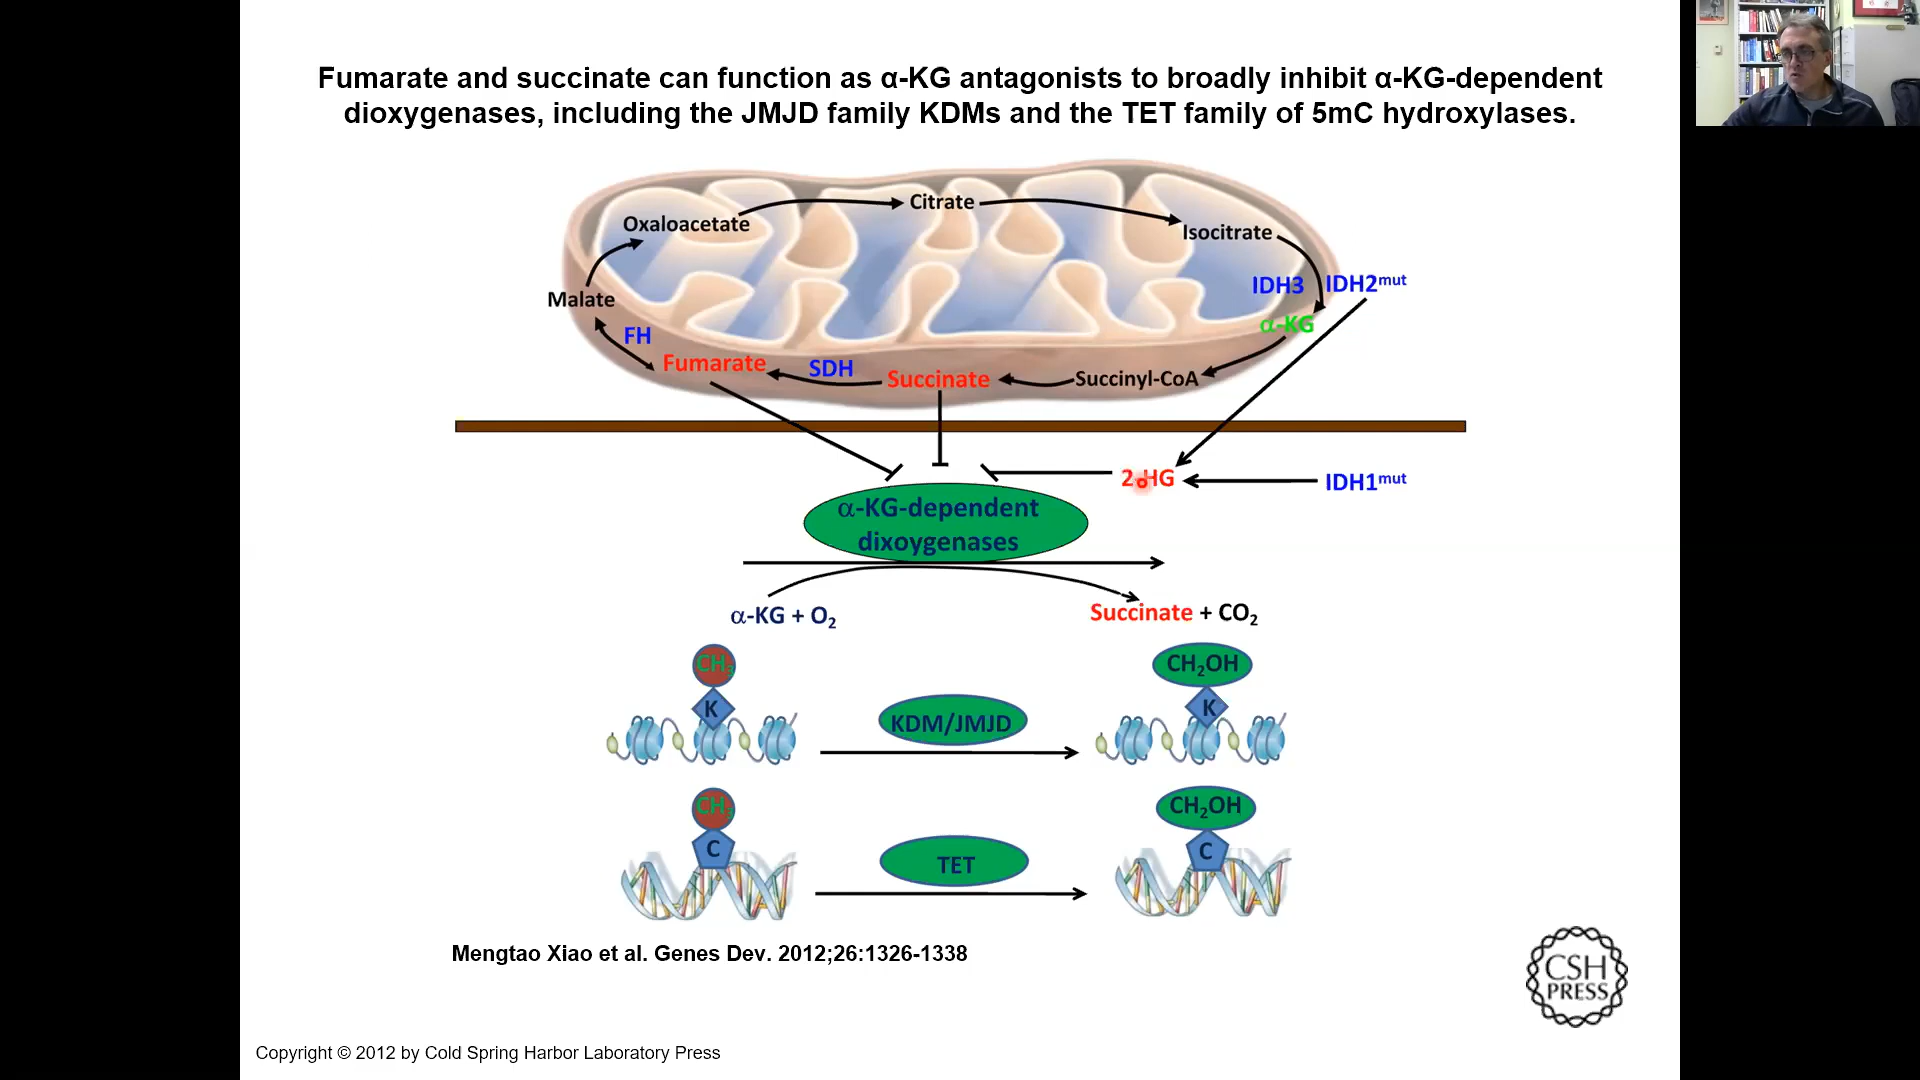 Fumarate and succinate can function as α-KG antagonists to broadly inhibit α-KG-dependent
dioxygenases, including the JMJD family KDMs and the TET family of 5mC hydroxylases.
Citrate
Oxaloacetate
Isocitrate
IDH3
IDH2mut
Malate
α-KG
FH
Fumarate
SDH
Succinate
Succinyl-CoA
2-HG
IDH1mut
α-KG-dependent
dixoygenases
α-KG + O2
Succinate + CO2
CH3
CH2OH
K
K
KDM/JMJD
CH3
CH2OH
C
C
TET
Mengtao Xiao et al. Genes Dev. 2012;26:1326-1338
CSH
PRESS
Copyright © 2012 by Cold Spring Harbor Laboratory Press